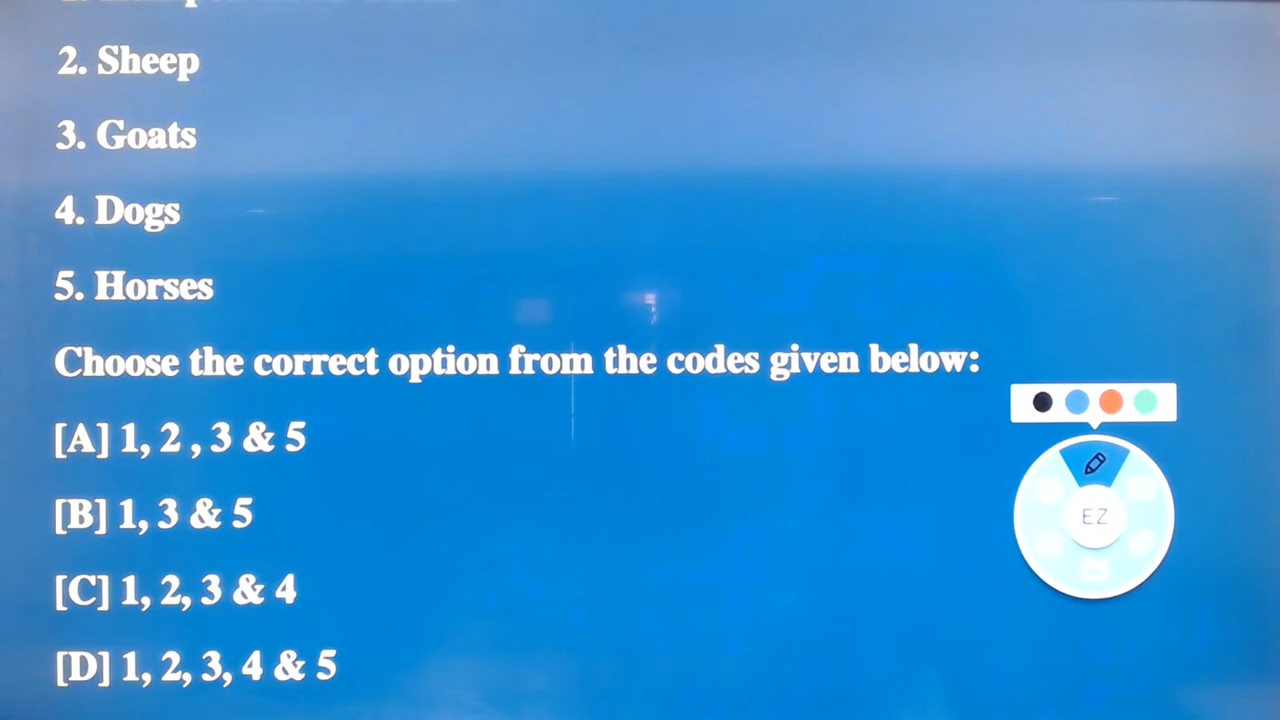 2. Sheep
3. Goats
4. Dogs
5. Horses
Choose the correct option from the codes given below:
[A] 1, 2 , 3 & 5
[B] 1, 3 & 5
[C] 1, 2, 3 & 4
[D] 1, 2, 3, 4 & 5
EZ